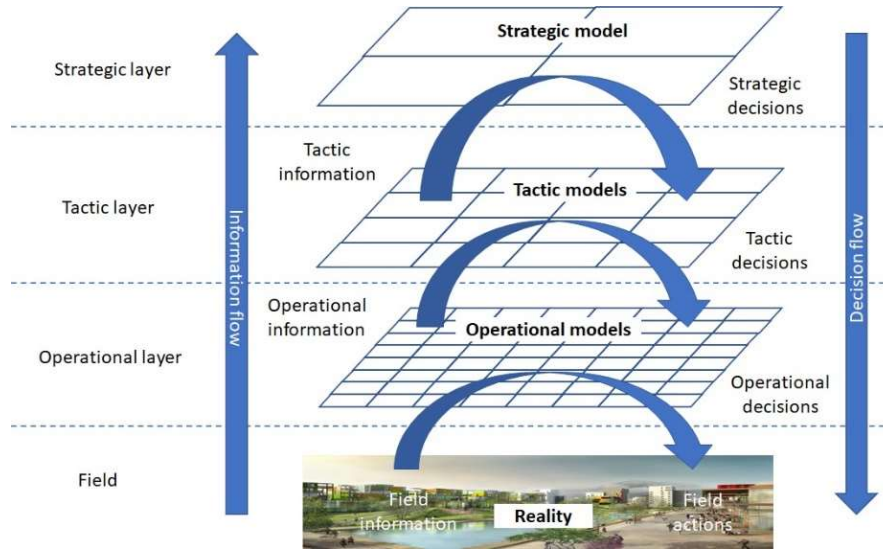 Strategic model
Strategic layer
Strategic
decisions
Tactic
information
Tactic models
Tactic layer
Tactic
decisions
Information flow
Decision flow
Operational
information
Operational models
Operational layer
Operational
decisions
Field
Field
information
Reality
Field
actions